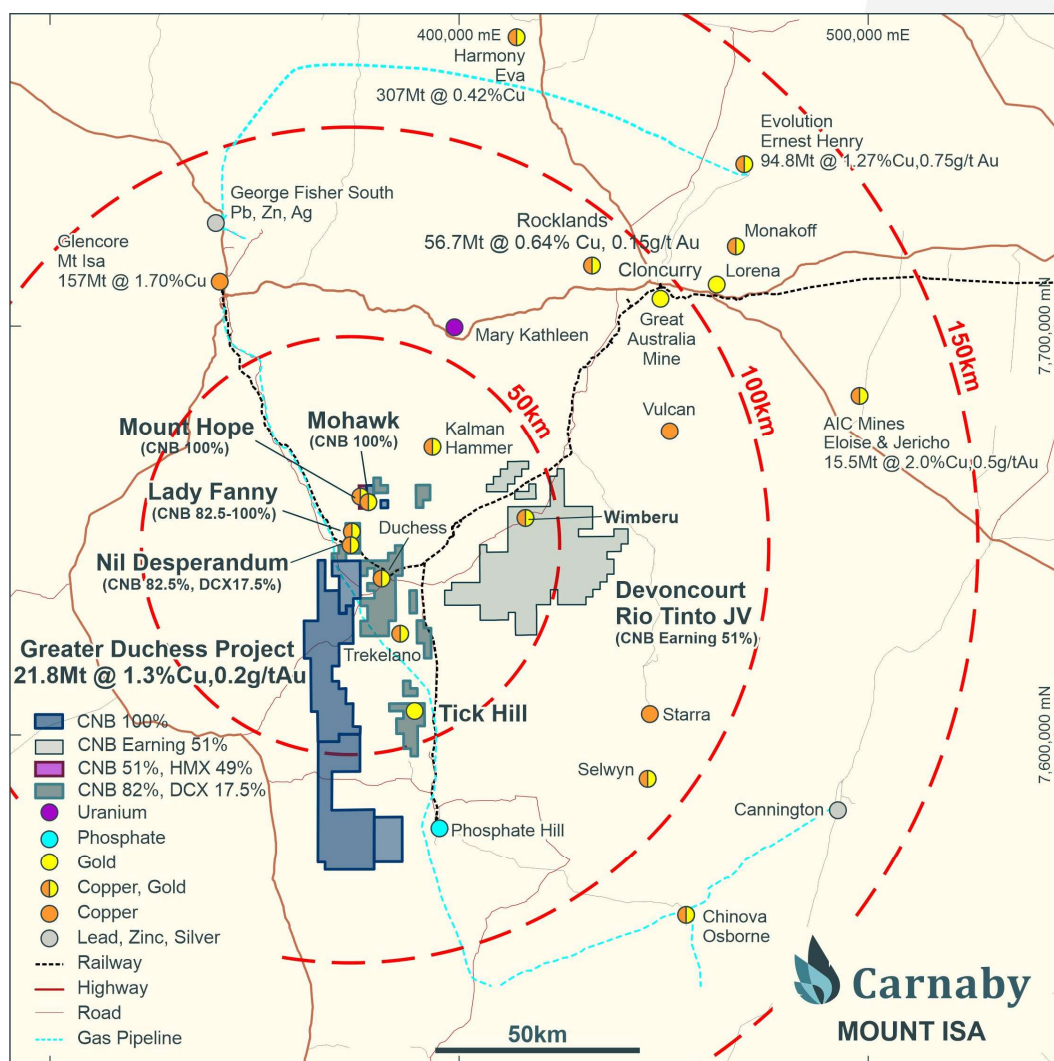 400,000 mE
500,000 mE
Harmony
Eva
307Mt @ 0.42%Cu
Evolution
Ernest Henry
94.8Mt @ 1.27%Cu,0.75g/t Au
George Fisher South
Pb, Zn, Ag
Rocklands
56.7Mt @ 0.64% Cu, 0.15g/t Au
Monakoff
Glencore
Mt Isa
157Mt @ 1.70%Cu
Cloncurry
Lorena
Great
Australia
Mine
Mary Kathleen
7,700,000 mN
50km
100km
150km
Vulcan
AIC Mines
Eloise & Jericho
15.5Mt @ 2.0%Cu,0.5g/tAu
Mount Hope
(CNB 100%)
Mohawk
(CNB 100%)
Kalman
Hammer
Lady Fanny
(CNB 82.5-100%)
Duchess
Wimberu
Nil Desperandum
(CNB 82.5%, DCX17.5%)
Devoncourt
Rio Tinto JV
(CNB Earning 51%)
Trekelano
Greater Duchess Project
21.8Mt @ 1.3%Cu,0.2g/tAu
Tick Hill
Starra
7,600,000 mN
Selwyn
Cannington
Phosphate Hill
Chinova
Osborne
CNB 100%
CNB Earning 51%
CNB 51%, HMX 49%
CNB 82%, DCX 17.5%
Uranium
Phosphate
Gold
Copper, Gold
Copper
Lead, Zinc, Silver
Railway
Highway
Road
Gas Pipeline
50km
Carnaby
MOUNT ISA